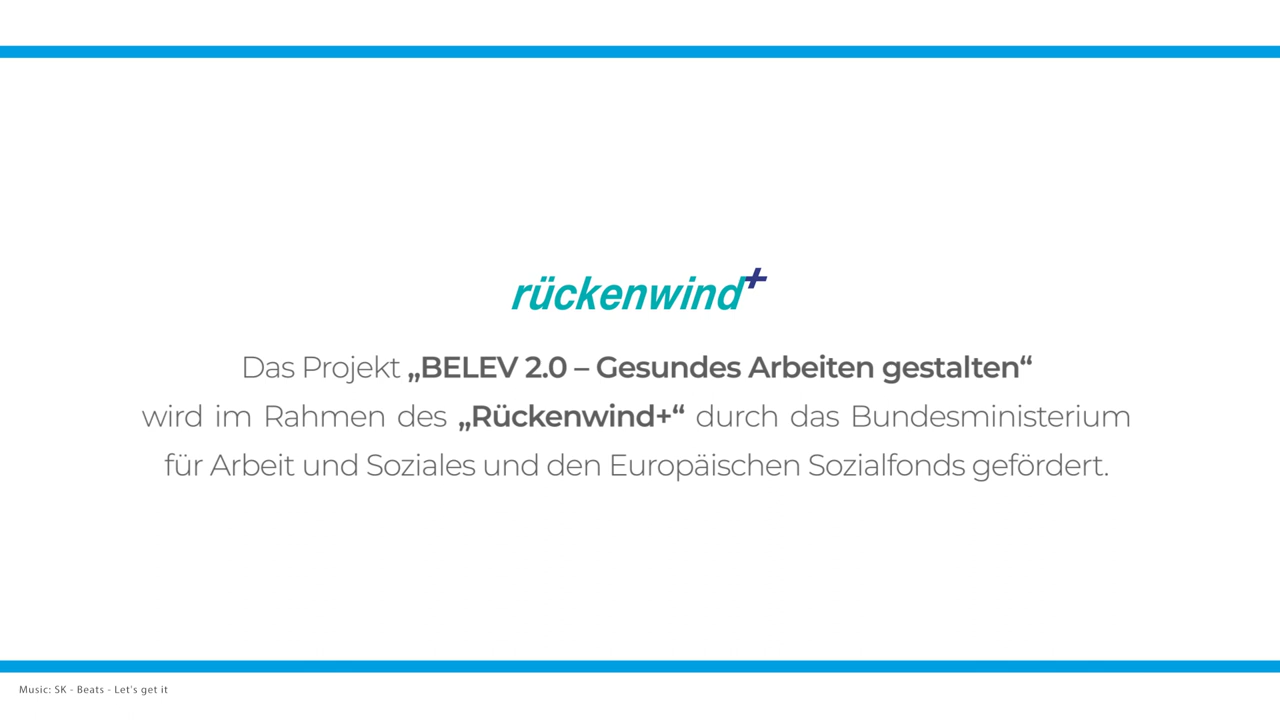 rückenwind+
Das Projekt „BELEV 2.0 – Gesundes Arbeiten gestalten“
wird im Rahmen des „Rückenwind+“ durch das Bundesministerium
für Arbeit und Soziales und den Europäischen Sozialfonds gefördert.
Music: SK - Beats - Let's get it